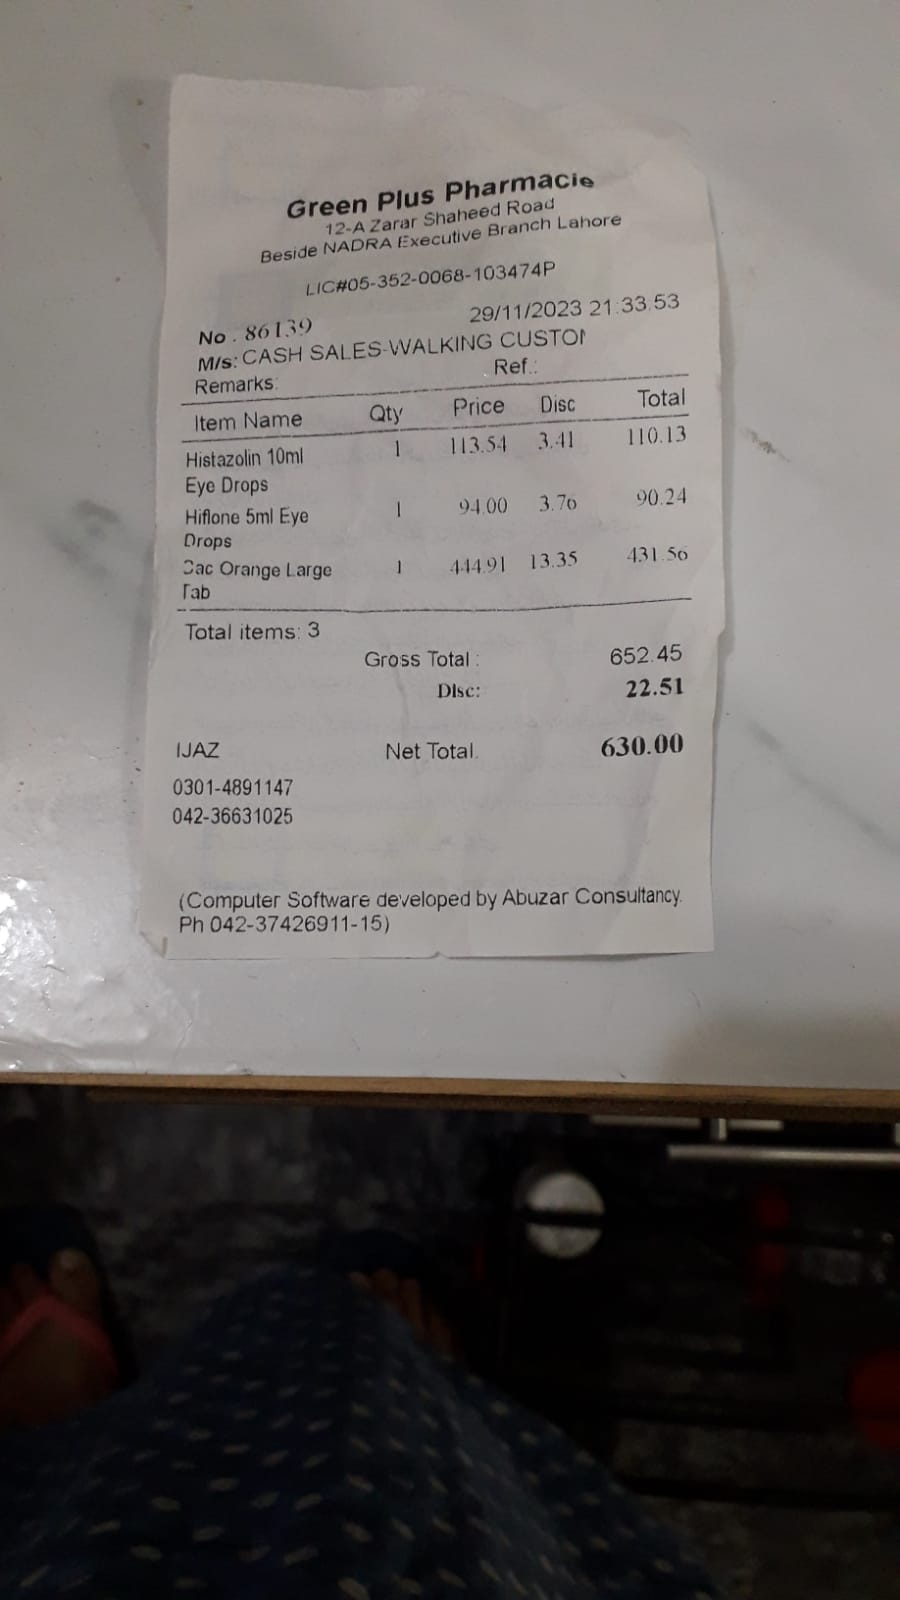 Green Plus Pharmacie
12-A Zarar Shaheed Road
Beside NADRA Executive Branch Lahore
LIC#05-352-0068-103474P
No . 86139 29/11/2023 21:33:53
M/s: CASH SALES-WALKING CUSTOM
Remarks: Ref.:
Item Name Qty Price Disc Total
Histazolin 10ml 1 113.54 3.41 110.13
Eye Drops
Hiflone 5ml Eye 1 94.00 3.76 90.24
Drops
Cac Orange Large 1 444.91 13.35 431.56
Tab
Total items: 3
Gross Total : 652.45
DIsc: 22.51
IJAZ Net Total. 630.00
0301-4891147
042-36631025
(Computer Software developed by Abuzar Consultancy.
Ph 042-37426911-15)